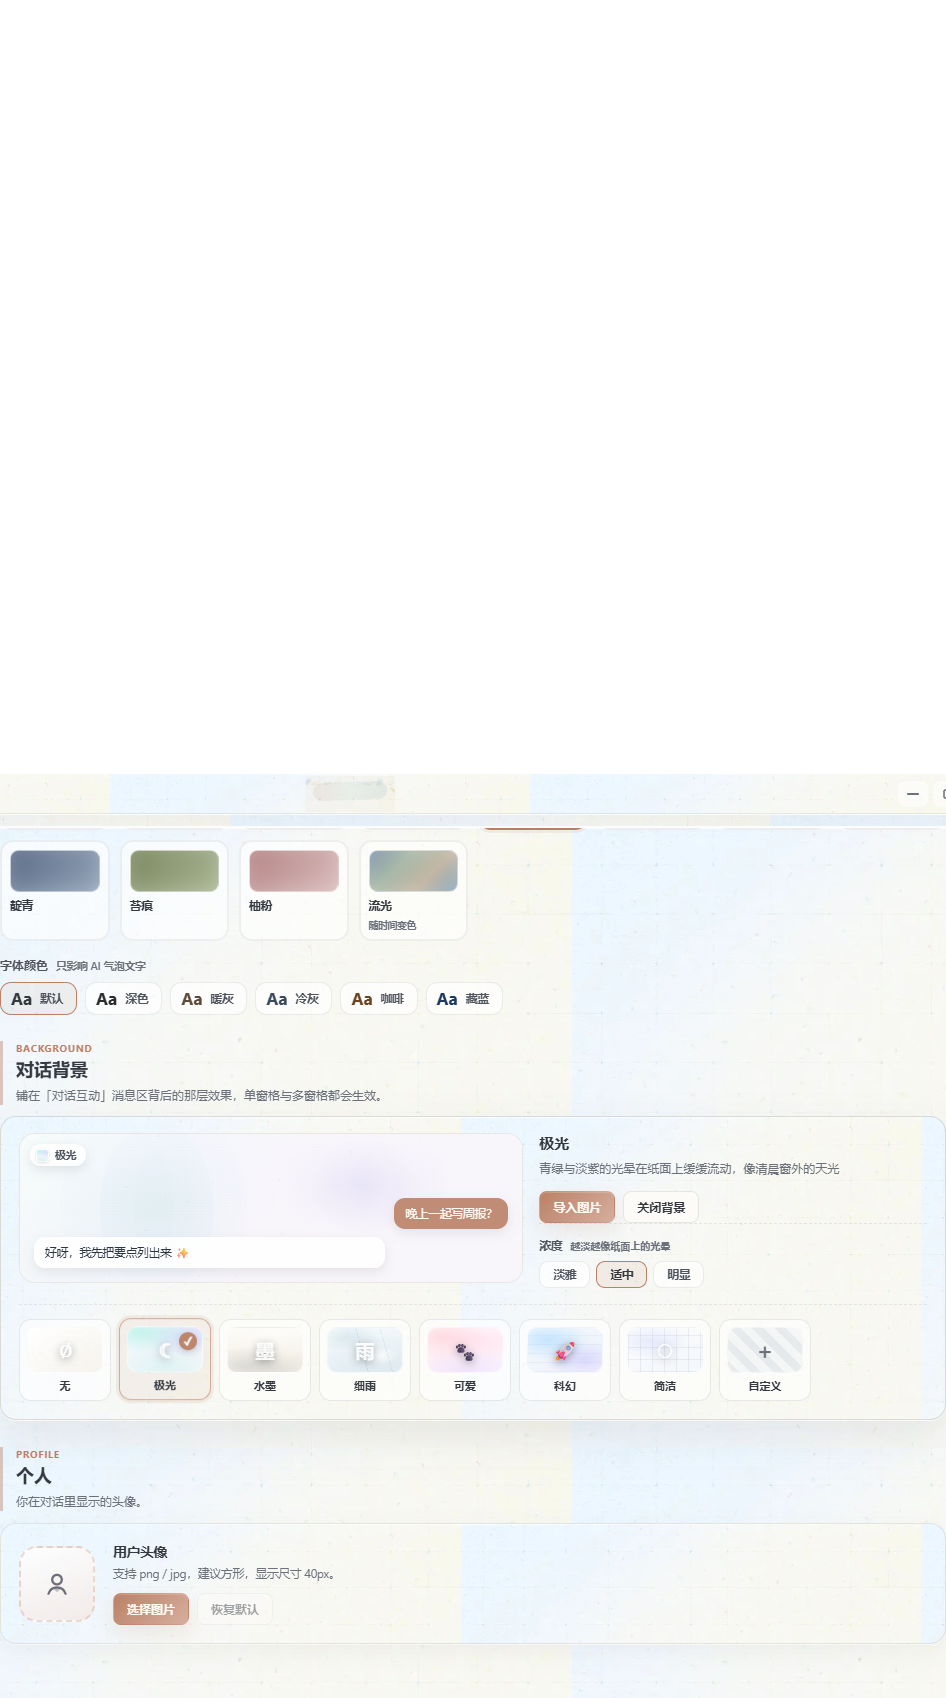 靛青
苔痕
柚粉
流光
随时间变色
字体颜色 只影响 AI 气泡文字
Aa 默认
Aa 深色
Aa 暖灰
Aa 冷灰
Aa 咖啡
Aa 藏蓝
BACKGROUND
对话背景
铺在「对话互动」消息区背后的那层效果，单窗格与多窗格都会生效。
极光
晚上一起写周报？
好呀，我先把要点列出来 ✨
极光
青绿与淡紫的光晕在纸面上缓缓流动，像清晨窗外的天光
导入图片
关闭背景
浓度 越淡越像纸面上的光晕
淡雅
适中
明显
Ø
无
极光
墨
水墨
雨
细雨
可爱
科幻
简洁
+
自定义
PROFILE
个人
你在对话里显示的头像。
用户头像
支持 png / jpg，建议方形，显示尺寸 40px。
选择图片
恢复默认